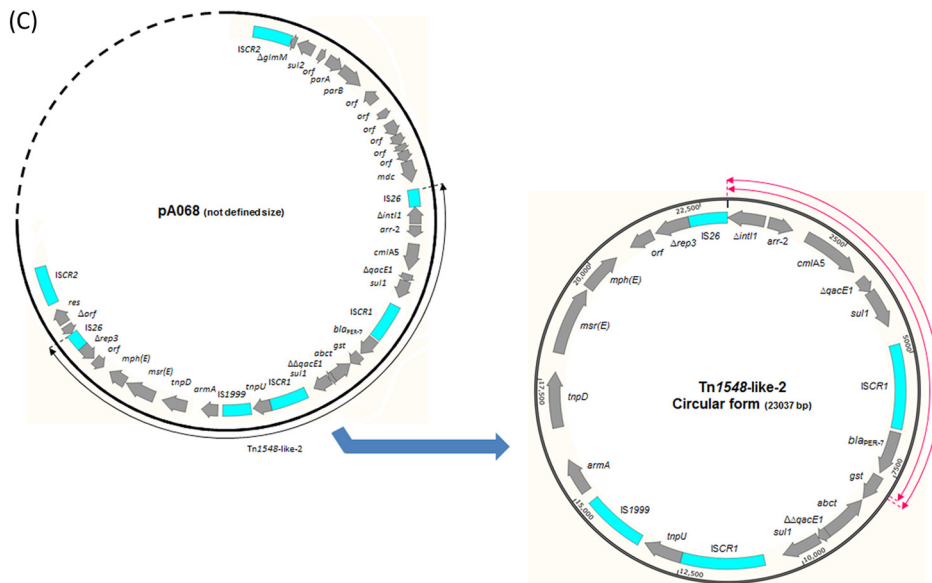 (C)
ISCR2
ΔglmM
sul2
orf
parA
parB
orf
orf
orf
orf
orf
orf
mdc
IS26
ΔintI1
arr-2
cmlA5
ΔqacE1
sul1
ISCR1
blaPER-7
gst
abct
ΔΔqacE1
sul1
ISCR1
tnpU
IS1999
armA
tnpD
msr(E)
mph(E)
orf
Δrep3
IS26
Δorf
res
ISCR2
pA068 (not defined size)
Tn1548-like-2
22,500
IS26
ΔintI1
arr-2
2500
cmlA5
ΔqacE1
sul1
5000
ISCR1
blaPER-7
7500
gst
abct
ΔΔqacE1
10,000
sul1
ISCR1
12,500
tnpU
IS1999
15,000
armA
tnpD
17,500
msr(E)
mph(E)
20,000
orf
Δrep3
Tn1548-like-2
Circular form (23037 bp)